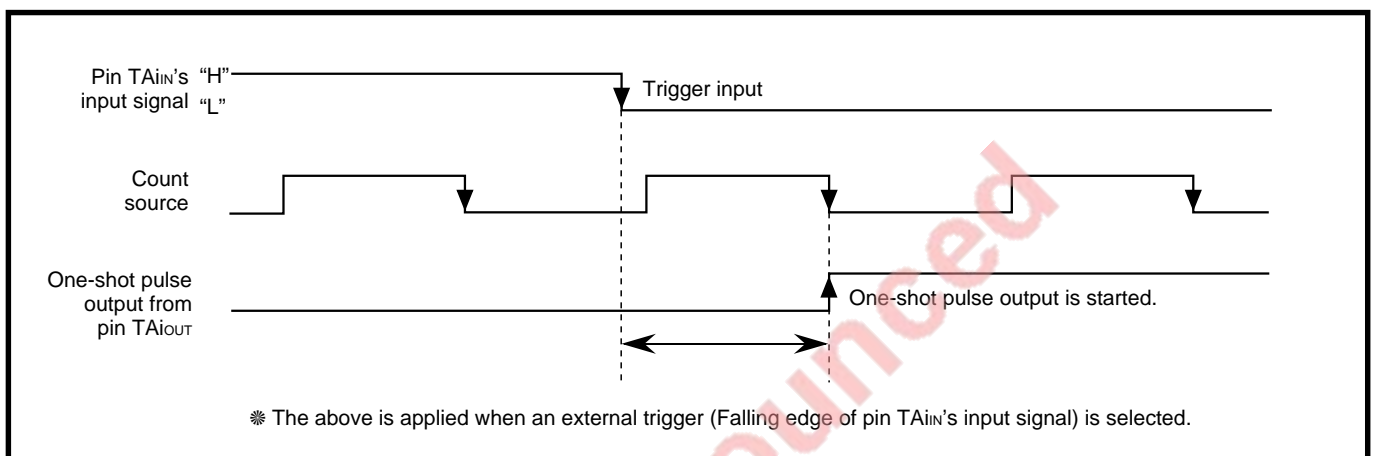 Pin TAiIN's "H"
input signal "L"
Trigger input
Count
source
One-shot pulse
output from
pin TAiOUT
One-shot pulse output is started.
❊ The above is applied when an external trigger (Falling edge of pin TAiIN's input signal) is selected.
ounced